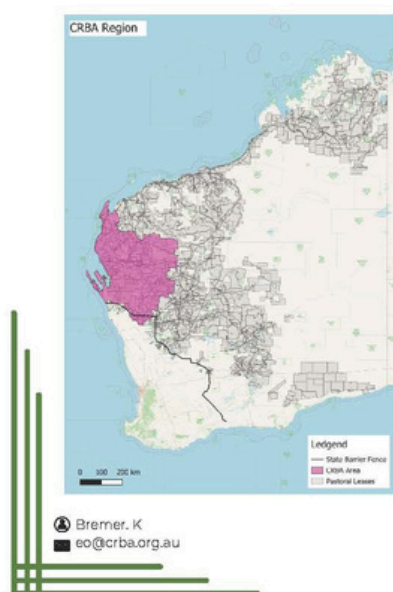 CRBA Region
Ledgend
State Barrier Fence
CRBA Area
Pastoral Leases
0 100 200 km
Bremer. K
eo@crba.org.au